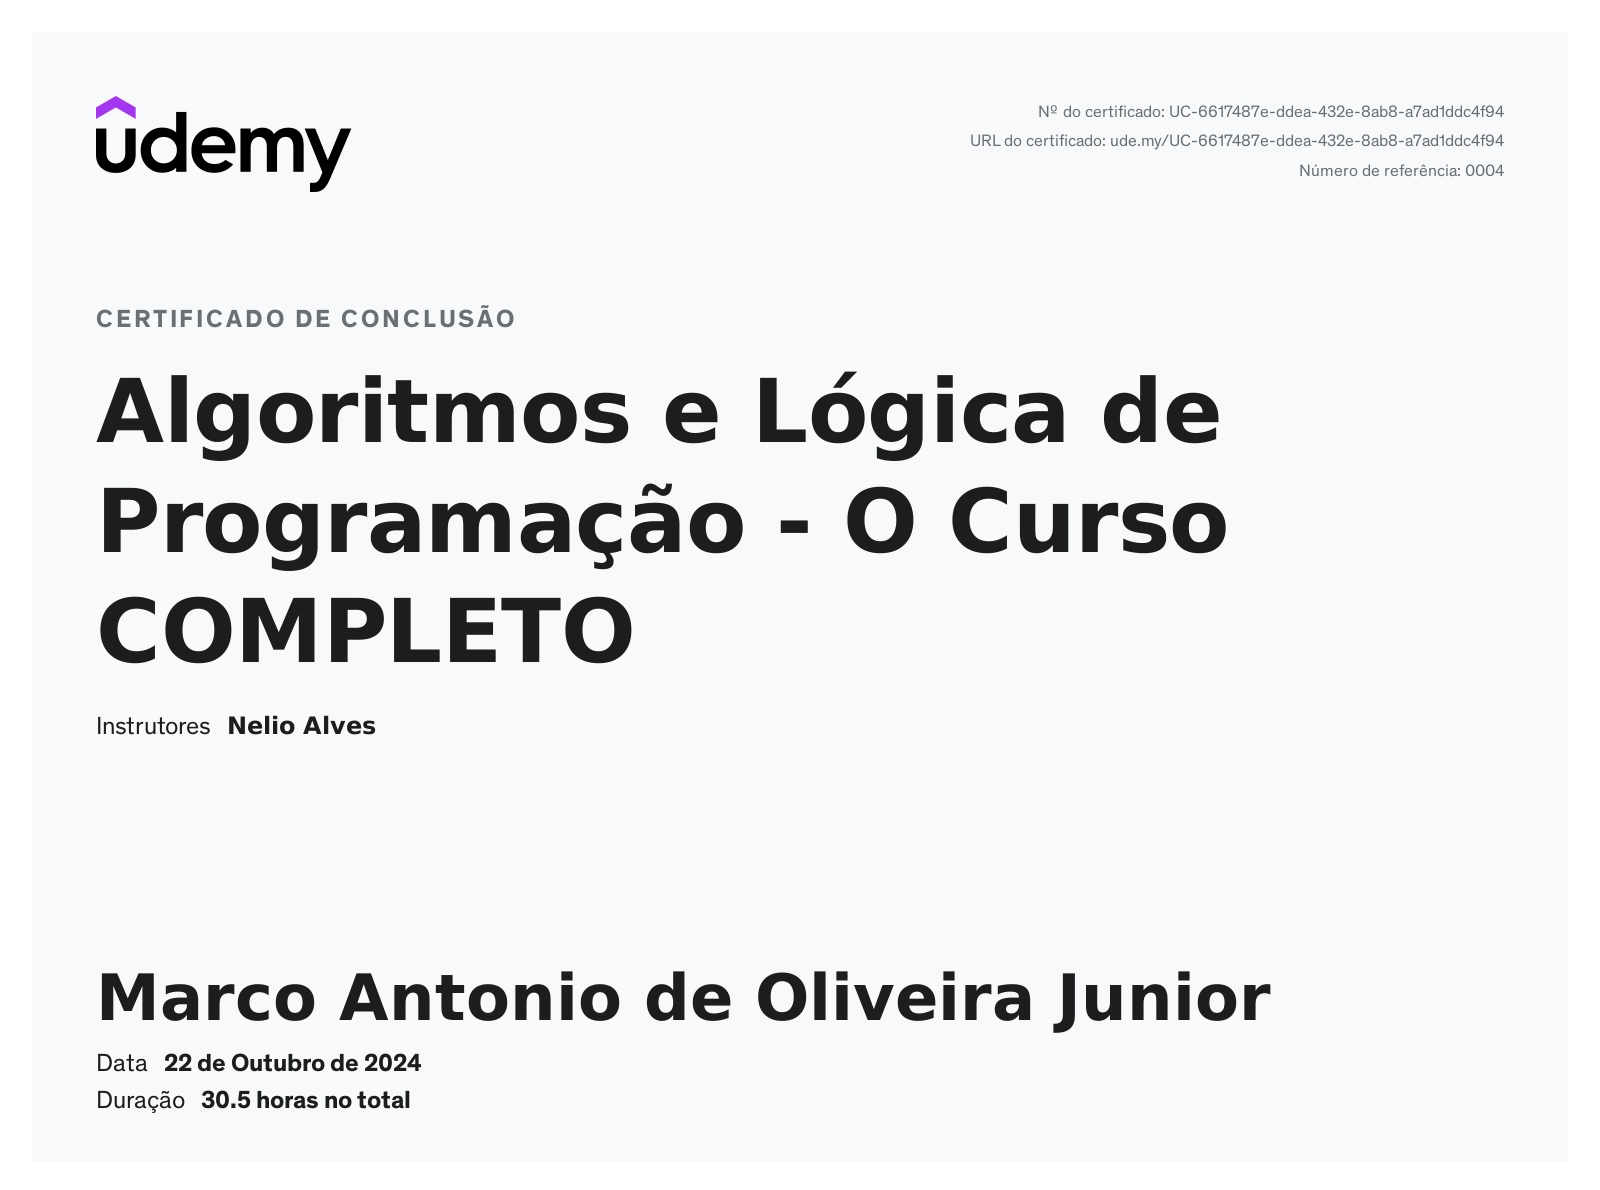 udemy
Nº do certificado: UC-6617487e-ddea-432e-8ab8-a7ad1ddc4f94
URL do certificado: ude.my/UC-6617487e-ddea-432e-8ab8-a7ad1ddc4f94
Número de referência: 0004
CERTIFICADO DE CONCLUSÃO
Algoritmos e Lógica de
Programação - O Curso
COMPLETO
Instrutores Nelio Alves
Marco Antonio de Oliveira Junior
Data 22 de Outubro de 2024
Duração 30.5 horas no total